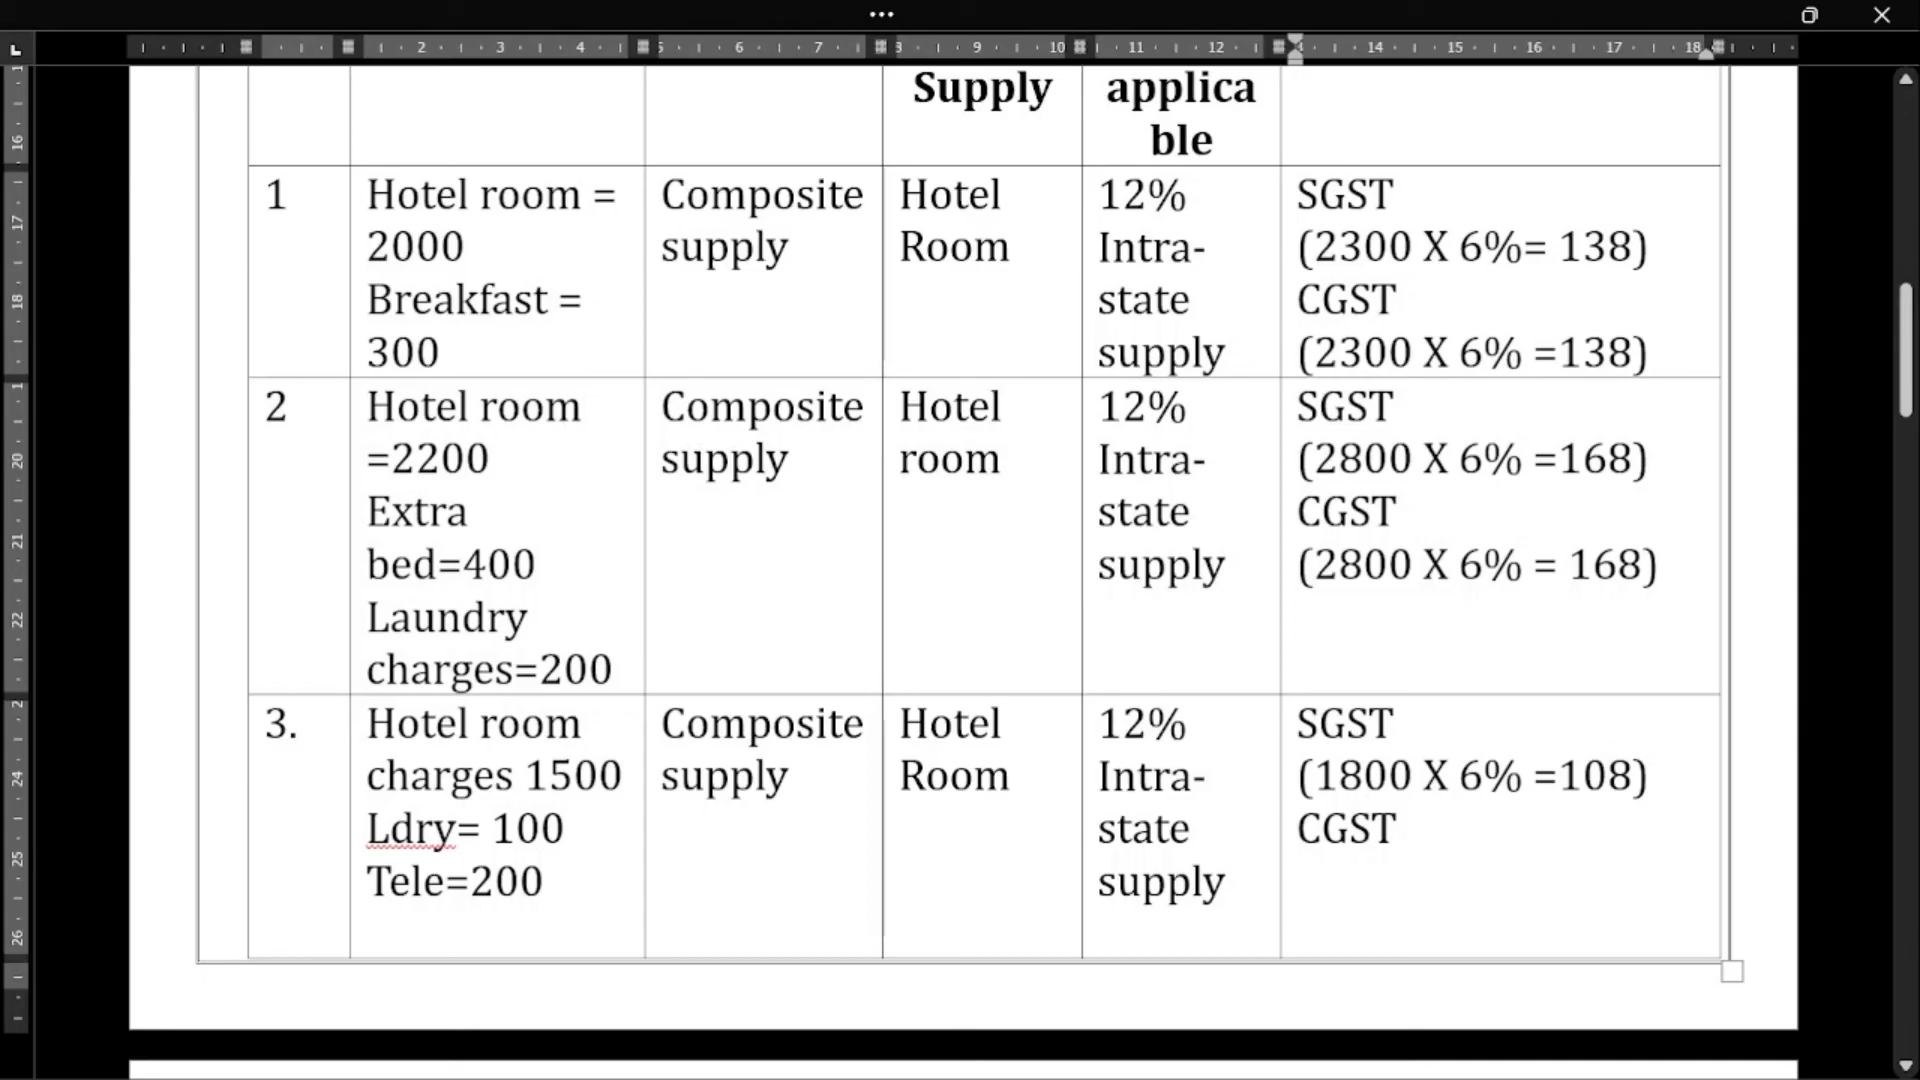 Supply
applica
ble
1
Hotel room =
2000
Breakfast =
300
Composite
supply
Hotel
Room
12%
Intra-
state
supply
SGST
(2300 X 6%= 138)
CGST
(2300 X 6% =138)
2
Hotel room
=2200
Extra
bed=400
Laundry
charges=200
Composite
supply
Hotel
room
12%
Intra-
state
supply
SGST
(2800 X 6% =168)
CGST
(2800 X 6% = 168)
3.
Hotel room
charges 1500
Ldry= 100
Tele=200
Composite
supply
Hotel
Room
12%
Intra-
state
supply
SGST
(1800 X 6% =108)
CGST